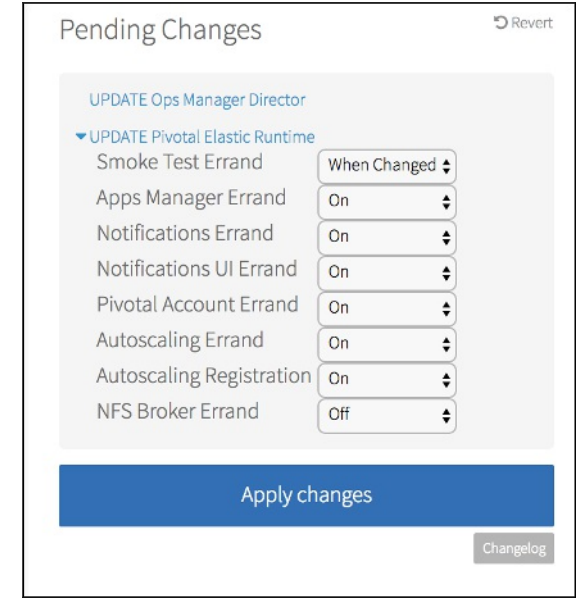 Pending Changes
Revert
UPDATE Ops Manager Director
UPDATE Pivotal Elastic Runtime
Smoke Test Errand When Changed
Apps Manager Errand On
Notifications Errand On
Notifications UI Errand On
Pivotal Account Errand On
Autoscaling Errand On
Autoscaling Registration On
NFS Broker Errand Off
Apply changes
Changelog